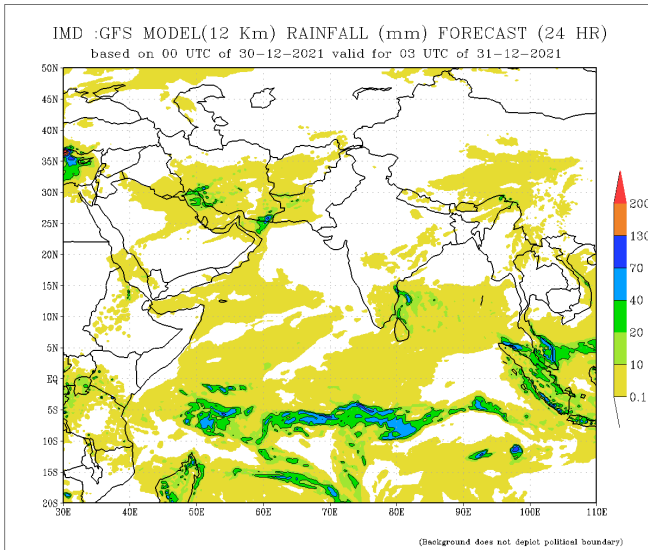 IMD :GFS MODEL(12 Km) RAINFALL (mm) FORECAST (24 HR)
based on 00 UTC of 30-12-2021 valid for 03 UTC of 31-12-2021
50N
45N
40N
35N
30N
25N
20N
15N
10N
5N
EQ
5S
10S
15S
20S
30E
40E
50E
60E
70E
80E
90E
100E
110E
200
130
70
40
20
10
0.1
(Background does not depict political boundary)